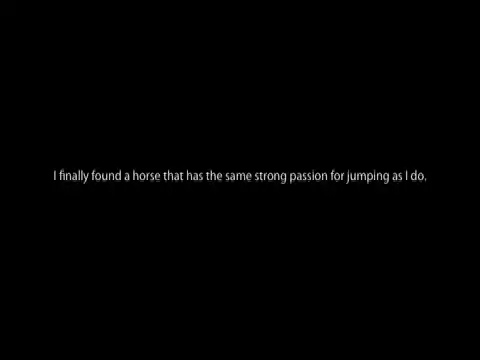 I finally found a horse that has the same strong passion for jumping as I do.